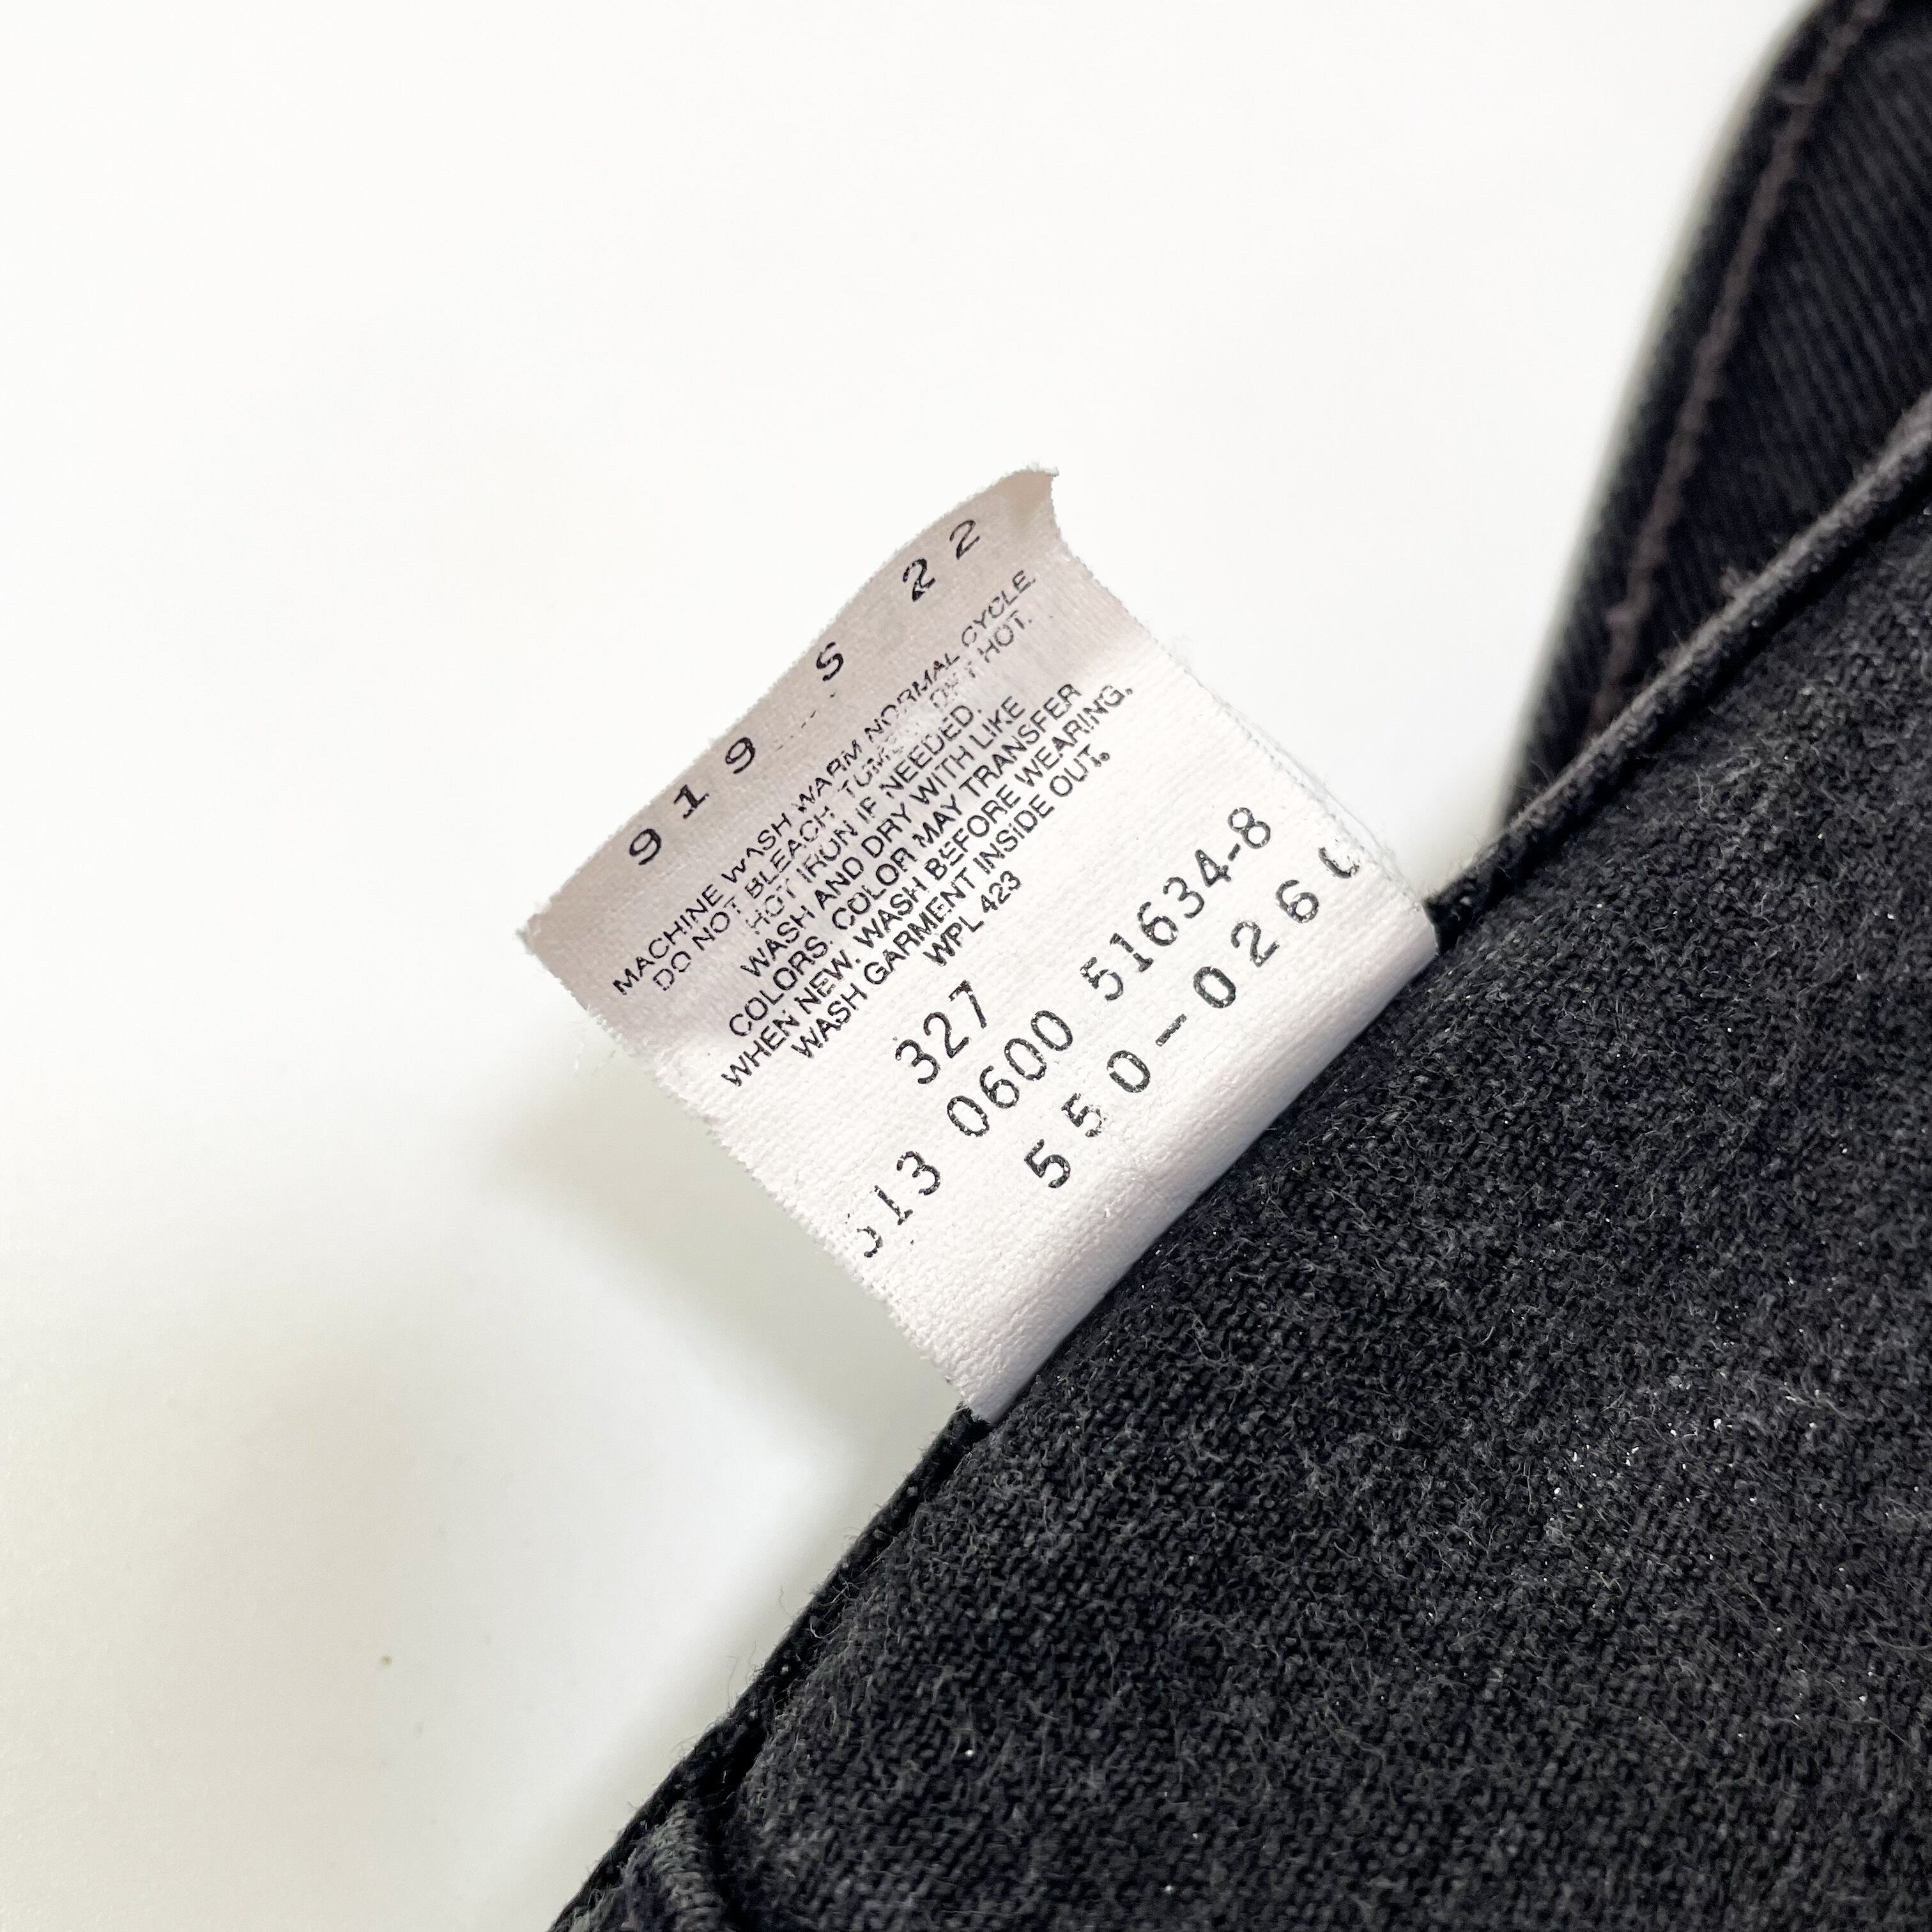 919 S 22
MACHINE WASH WARM NORMAL CYCLE.
DO NOT BLEACH. TUMBLE DRY HOT.
HOT IRON IF NEEDED.
WASH AND DRY WITH LIKE
COLORS. COLOR MAY TRANSFER
WHEN NEW. WASH BEFORE WEARING.
WASH GARMENT INSIDE OUT.
WPL 423
327
513 0600 51634-8
550-026